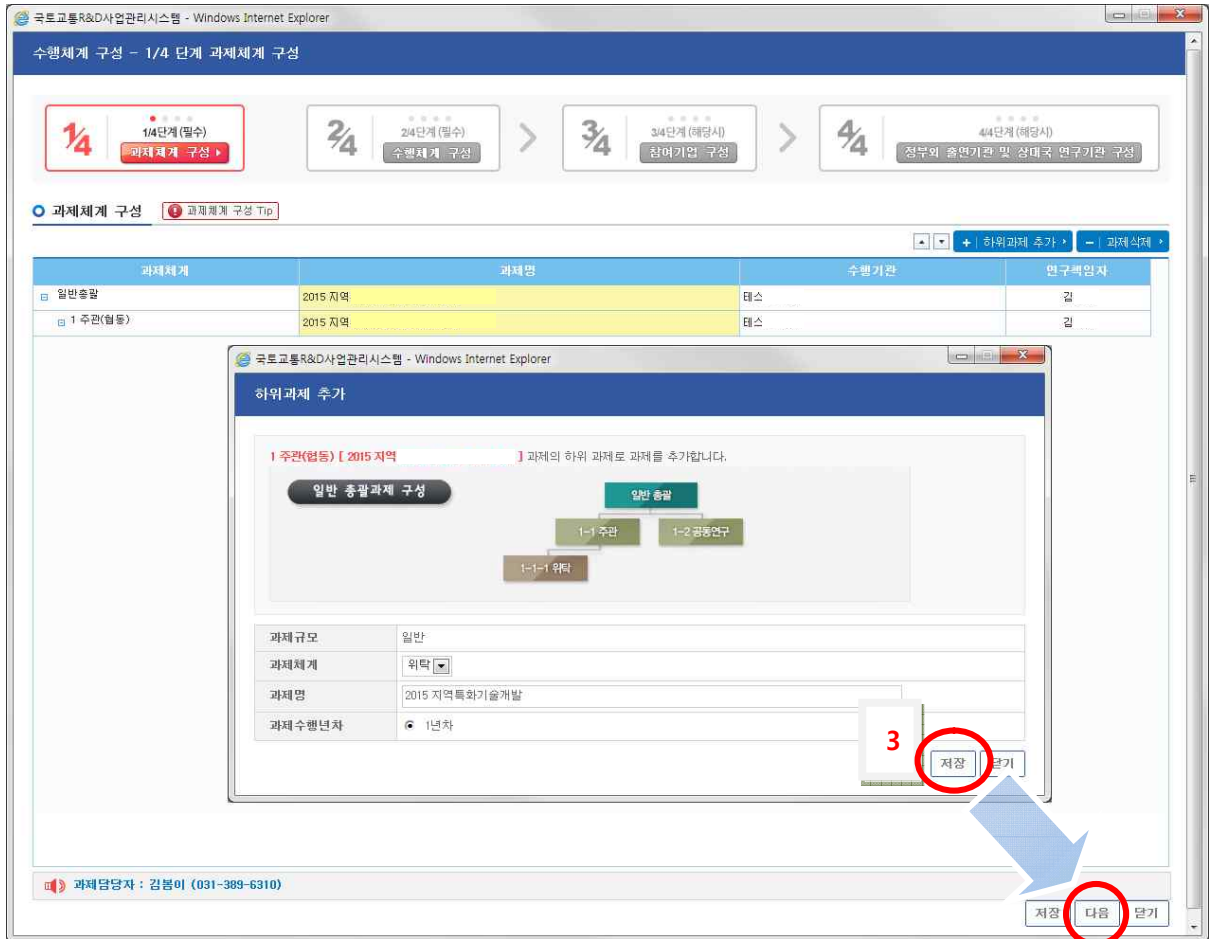 국토교통R&D사업관리시스템 - Windows Internet Explorer
수행체계 구성 - 1/4 단계 과제체계 구성
1/4 1/4단계(필수) 과제체계 구성
2/4 2/4단계(필수) 수행체계 구성
3/4 3/4단계(해당시) 참여기업 구성
4/4 4/4단계(해당시) 정부외 출연기관 및 상대국 연구기관 구성
과제체계 구성 과제체계 구성 Tip
+ 하위과제 추가 - 과제삭제
과제체계 과제명 수행기관 연구책임자
일반총괄 2015 지역 테스 김
1 주관(협동) 2015 지역 테스 김
국토교통R&D사업관리시스템 - Windows Internet Explorer
하위과제 추가
1 주관(협동) [ 2015 지역 ] 과제의 하위 과제로 과제를 추가합니다.
일반 총괄과제 구성
일반 총괄
1-1 주관 1-2 공동연구
1-1-1 위탁
과제규모 일반
과제체계 위탁
과제명 2015 지역특화기술개발
과제수행년차 1년차
3
저장 닫기
과제담당자 : 김봄이 (031-389-6310)
저장 다음 닫기